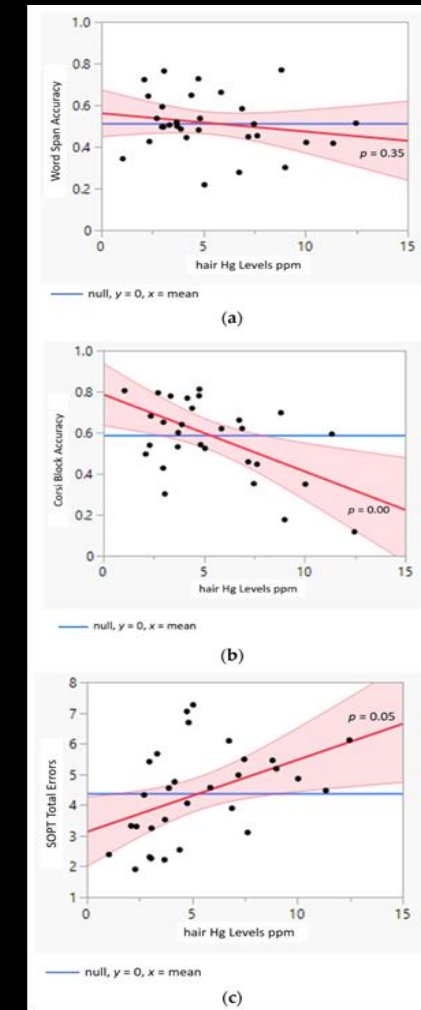 1.0
0.8
0.6
0.4
0.2
0
Word Span Accuracy
p = 0.35
0 5 10 15
hair Hg Levels ppm
null, y = 0, x = mean
(a)
1.0
0.8
0.6
0.4
0.2
0
Corsi Block Accuracy
p = 0.00
0 5 10 15
hair Hg Levels ppm
null, y = 0, x = mean
(b)
8
7
6
5
4
3
2
1
SOPT Total Errors
p = 0.05
0 5 10 15
hair Hg Levels ppm
null, y = 0, x = mean
(c)